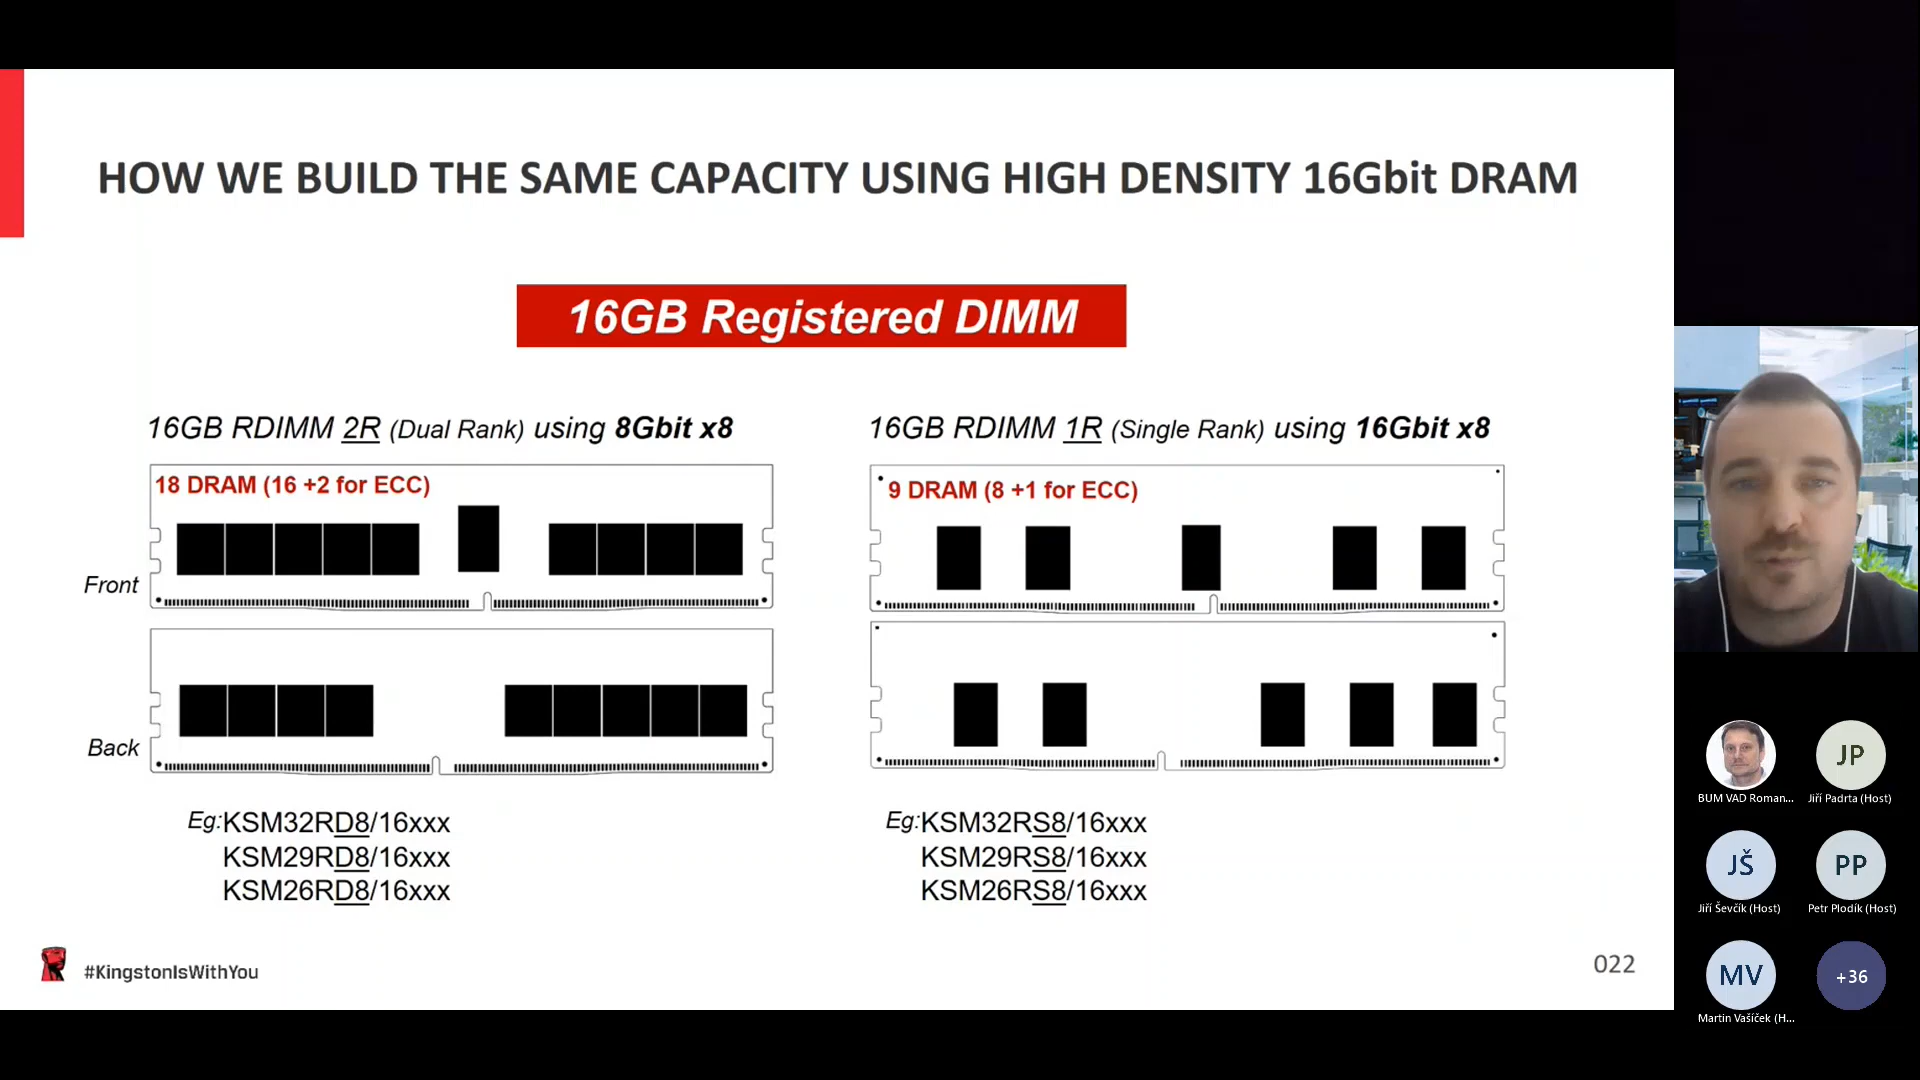 HOW WE BUILD THE SAME CAPACITY USING HIGH DENSITY 16Gbit DRAM
16GB Registered DIMM
16GB RDIMM 2R (Dual Rank) using 8Gbit x8
18 DRAM (16 +2 for ECC)
Front
Back
Eg:KSM32RD8/16xxx
KSM29RD8/16xxx
KSM26RD8/16xxx
16GB RDIMM 1R (Single Rank) using 16Gbit x8
9 DRAM (8 +1 for ECC)
Eg:KSM32RS8/16xxx
KSM29RS8/16xxx
KSM26RS8/16xxx
#KingstonIsWithYou
022
BUM VAD Roman...
JP
Jiří Padrta (Host)
JŠ
Jiří Ševčík (Host)
PP
Petr Plodík (Host)
MV
Martin Vašíček (H...
+36